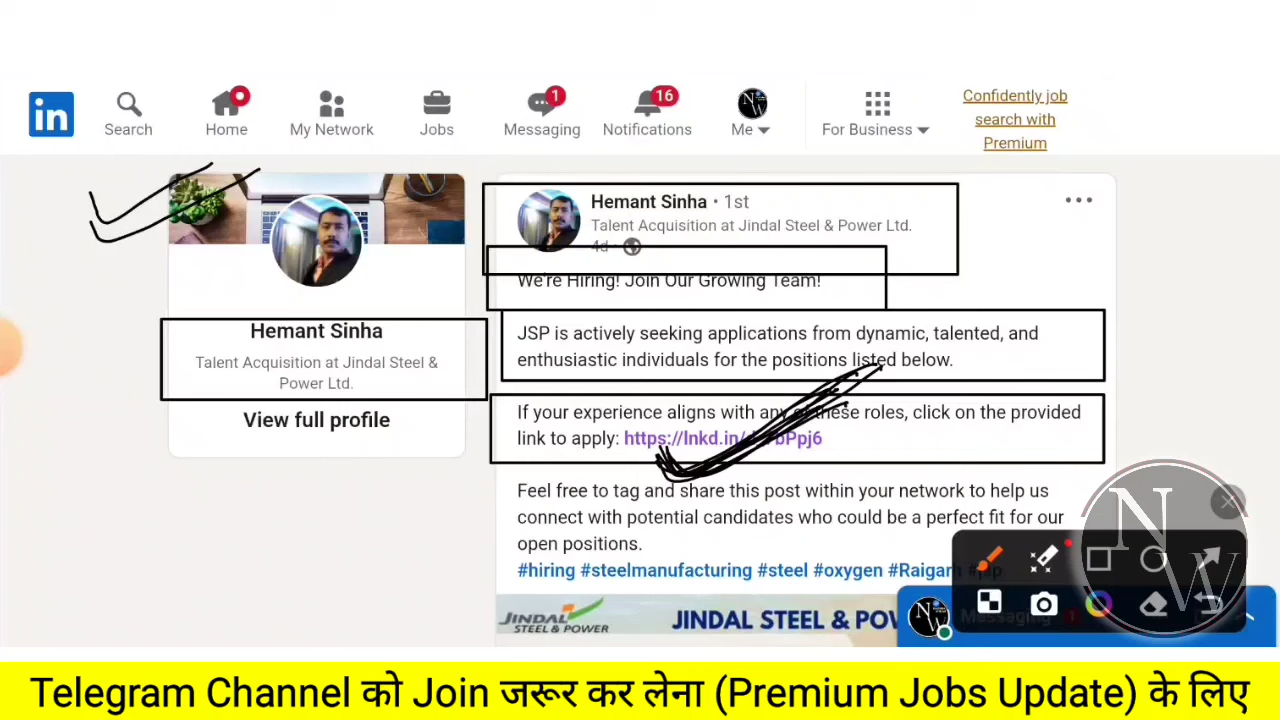 in
Search
Home
My Network
Jobs
1
Messaging
16
Notifications
Me
For Business
Confidently job
search with
Premium
Hemant Sinha
Talent Acquisition at Jindal Steel &
Power Ltd.
View full profile
Hemant Sinha • 1st
Talent Acquisition at Jindal Steel & Power Ltd.
4d •
We're Hiring! Join Our Growing Team!
JSP is actively seeking applications from dynamic, talented, and
enthusiastic individuals for the positions listed below.
If your experience aligns with any of these roles, click on the provided
link to apply: https://lnkd.in/
Feel free to tag and share this post within your network to help us
connect with potential candidates who could be a perfect fit for our
open positions.
#hiring #steelmanufacturing #steel #oxygen #Raigarh #jsp
JINDAL
STEEL & POWER
JINDAL STEEL &
Messaging
N W
Telegram Channel को Join जरूर कर लेना (Premium Jobs Update) के लिए